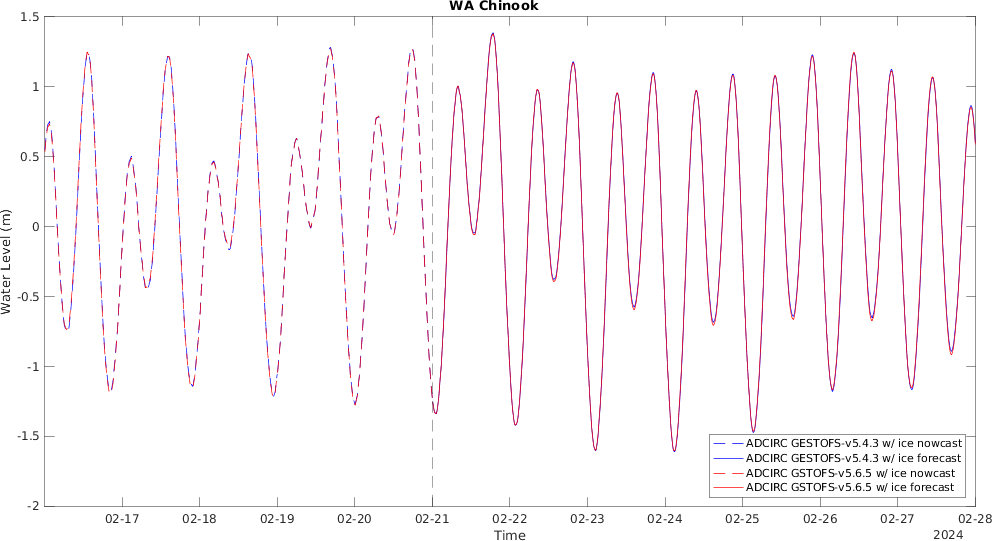 WA Chinook
1.5
1
0.5
0
-0.5
-1
-1.5
-2
Water Level (m)
02-17 02-18 02-19 02-20 02-21 02-22 02-23 02-24 02-25 02-26 02-27 02-28
Time
2024
ADCIRC GESTOFS-v5.4.3 w/ ice nowcast
ADCIRC GESTOFS-v5.4.3 w/ ice forecast
ADCIRC GSTOFS-v5.6.5 w/ ice nowcast
ADCIRC GSTOFS-v5.6.5 w/ ice forecast